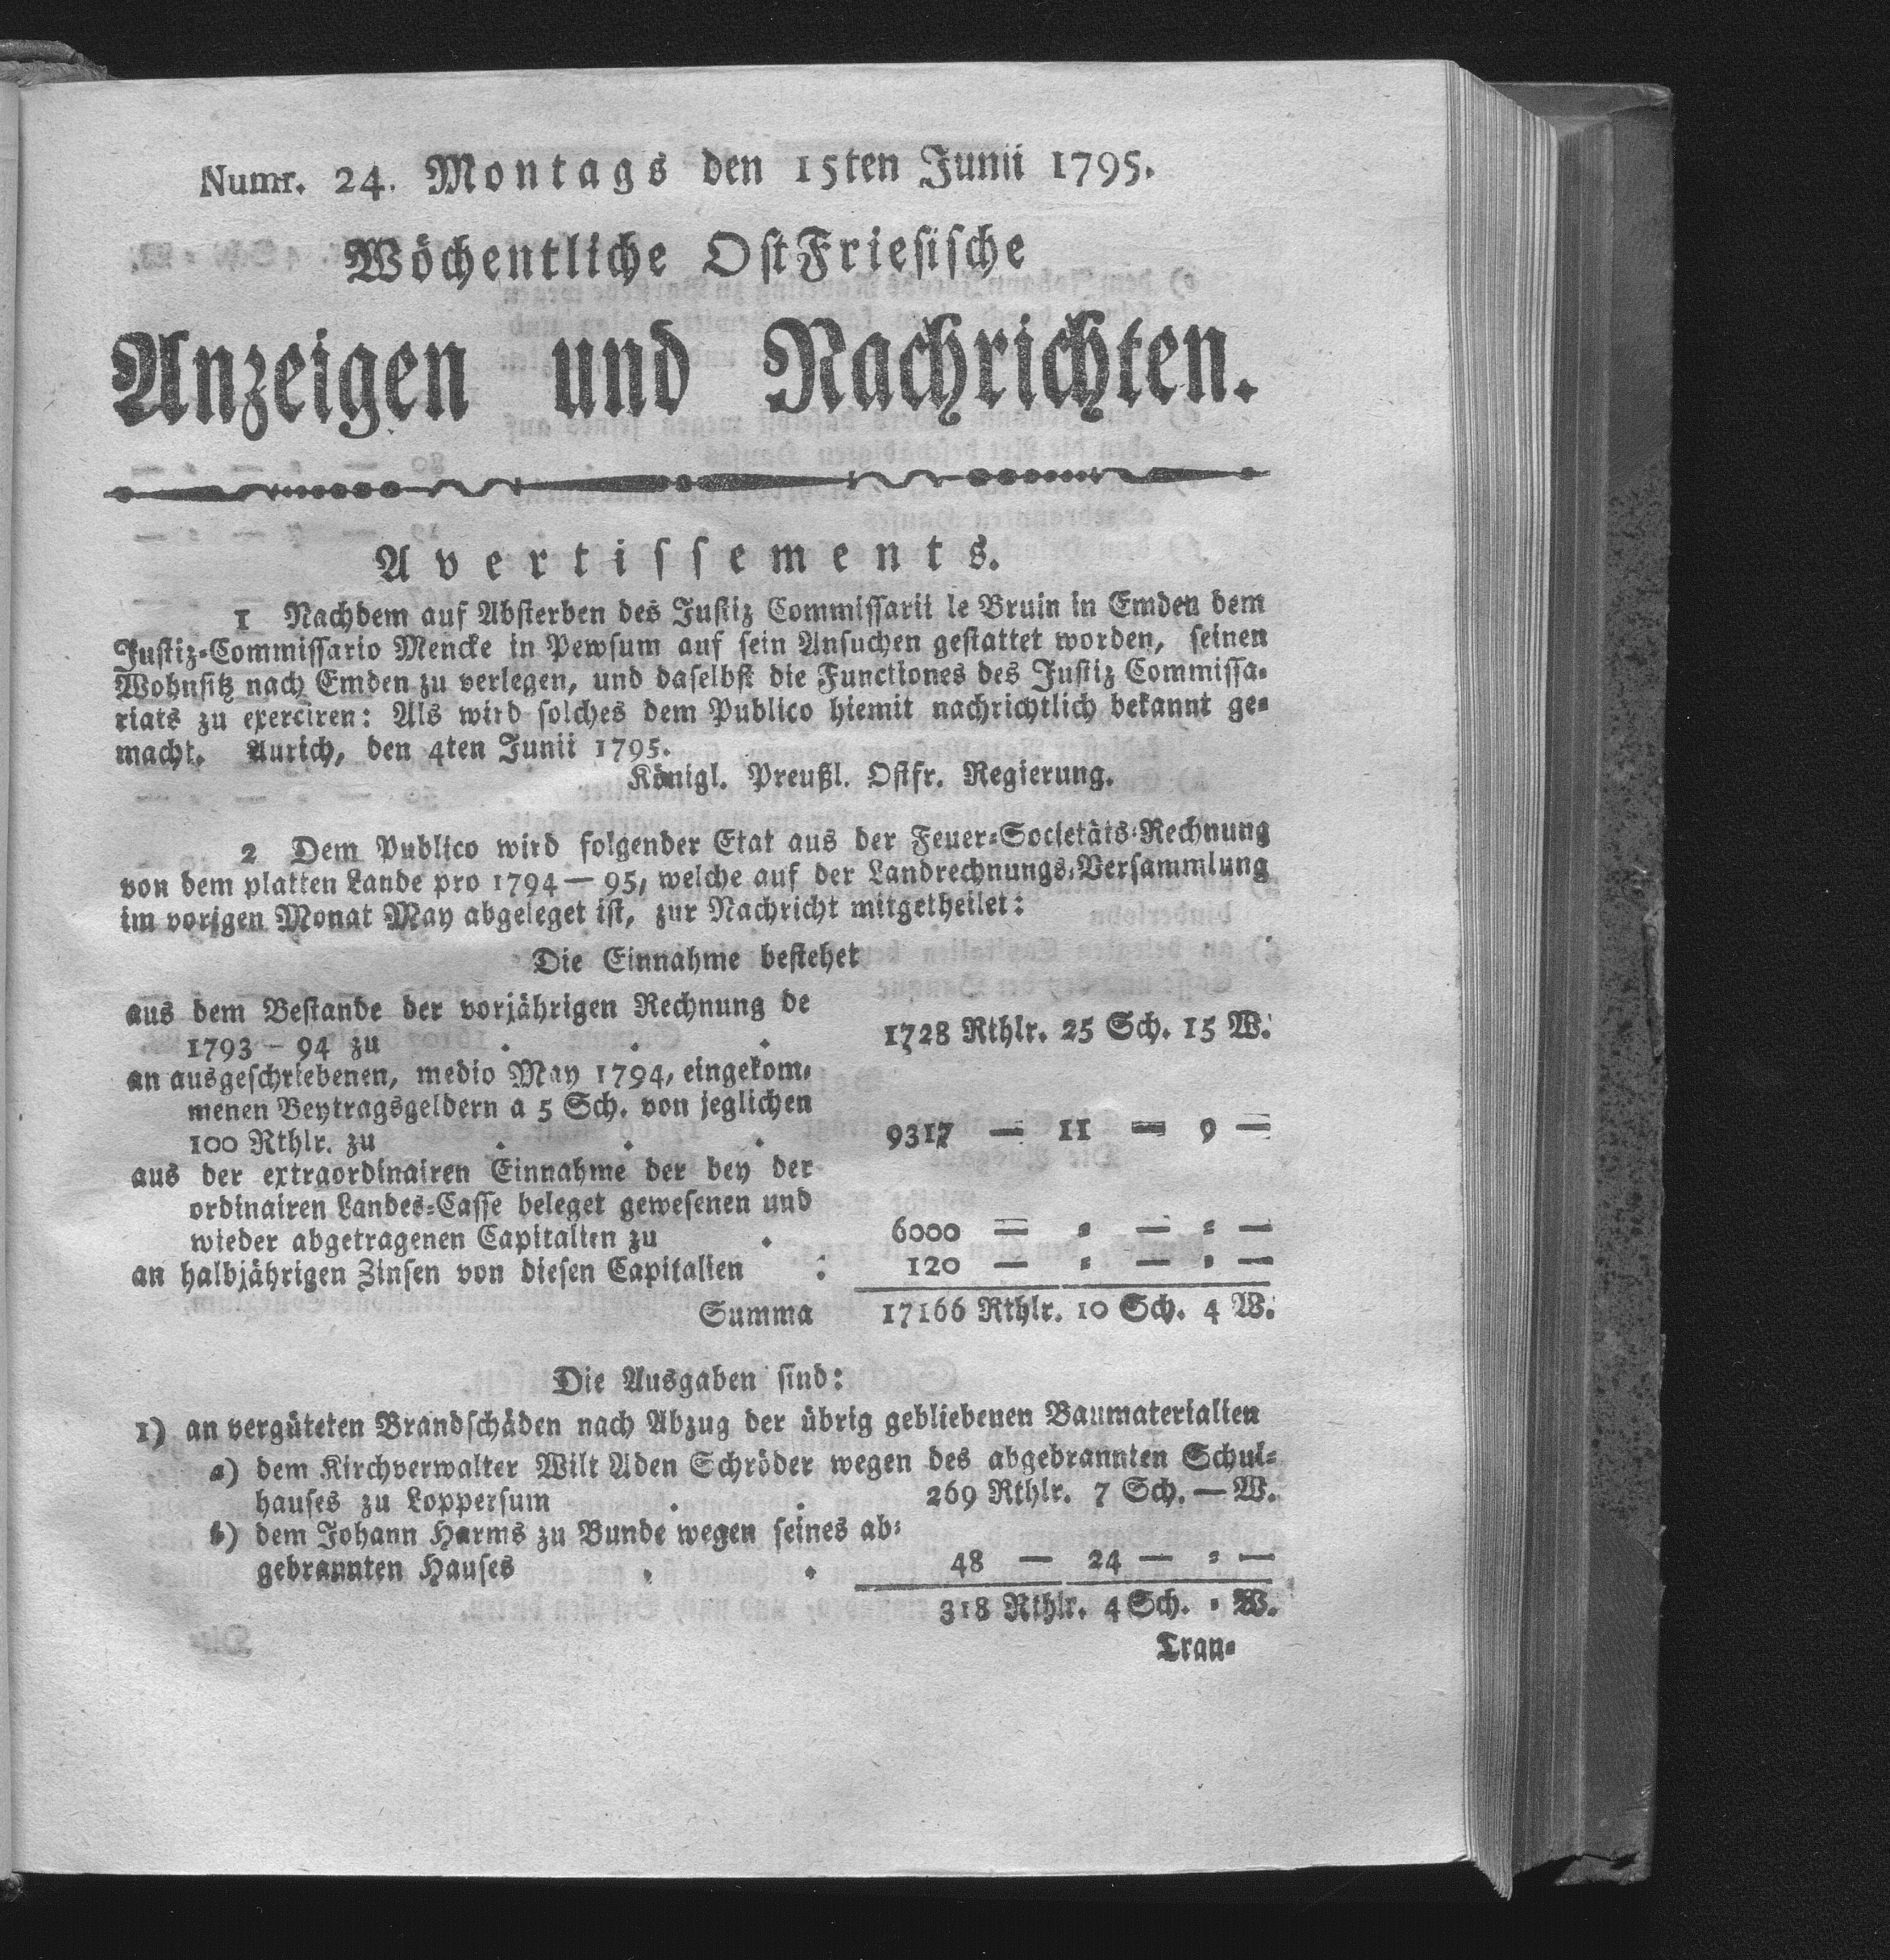 Numr. 24. Montags den 15ten Junii 1795.
Wöchentliche OstFriesische
Anzeigen und Nachrichten.
Avertissements.
1 Nachdem auf Absterben des Justiz Commissarii le Bruin in Emden dem
Justiz-Commissario Mencke in Pewsum auf sein Ansuchen gestattet worden, seinen
Wohnsitz nach Emden zu verlegen, und daselbst die Functiones des Justiz Commissa-
riats zu exerciren: Als wird solches dem Publico hiemit nachrichtlich bekannt ge-
macht. Aurich, den 4ten Junii 1795.
Königl. Preußl. Ostfr. Regierung.
2 Dem Publico wird folgender Etat aus der Feuer-Societäts-Rechnung
von dem platten Lande pro 1794 — 95, welche auf der Landrechnungs-Versammlung
im vorigen Monat May abgeleget ist, zur Nachricht mitgetheilet:
Die Einnahme bestehet
aus dem Bestande der vorjährigen Rechnung de
1793 - 94 zu . . . 1728 Rthlr. 25 Sch. 15 W.
an ausgeschriebenen, medio May 1794, eingekom-
menen Beytragsgeldern a 5 Sch. von jeglichen
100 Rthlr. zu . . . 9317 — 11 — 9 —
aus der extraordinairen Einnahme der bey der
ordinairen Landes-Casse beleget gewesenen und
wieder abgetragenen Capitalien zu . 6000 — = — = —
an halbjährigen Zinsen von diesen Capitalien : 120 — = — = —
Summa 17166 Rthlr. 10 Sch. 4 W.
Die Ausgaben sind:
1) an vergüteten Brandschäden nach Abzug der übrig gebliebenen Baumaterialien
a) dem Kirchverwalter Wilt Aden Schröder wegen des abgebrannten Schul-
hauses zu Loppersum . . 269 Rthlr. 7 Sch. — W.
b) dem Johann Harms zu Bunde wegen seines ab-
gebrannten Hauses . . 48 — 24 — = —
318 Rthlr. 4 Sch. = W.
Tran-